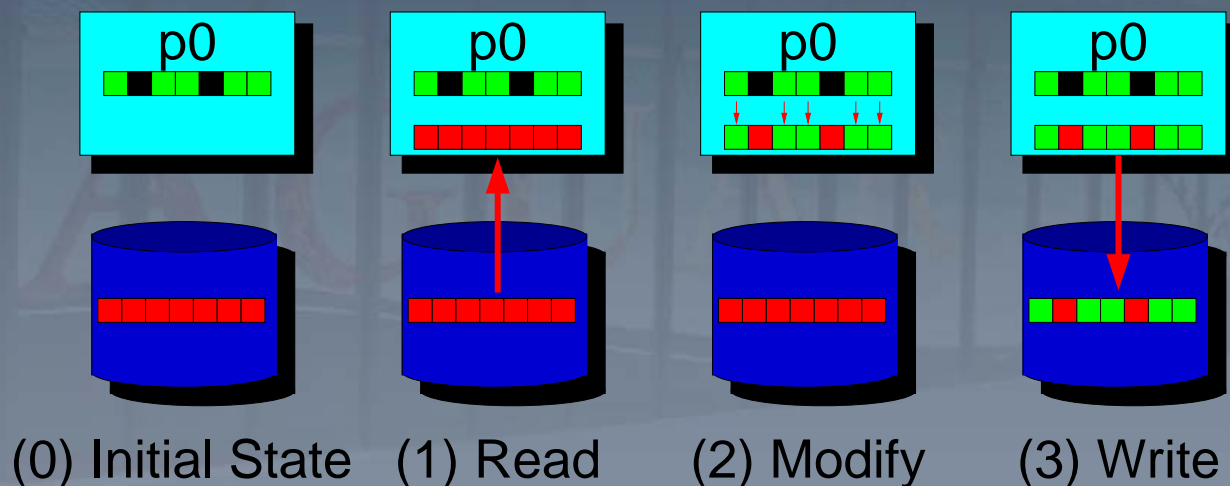 p0
p0
p0
p0
(0) Initial State
(1) Read
(2) Modify
(3) Write